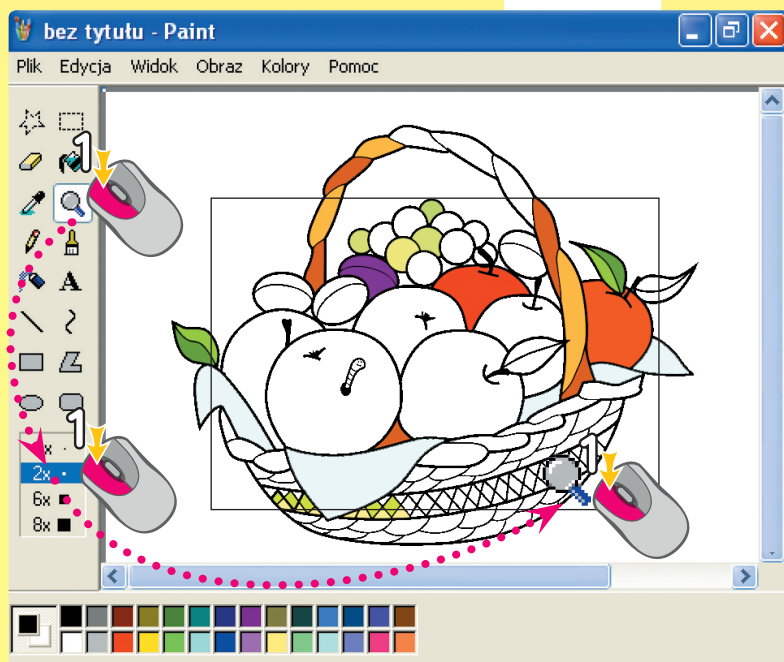 bez tytułu - Paint
Plik Edycja Widok Obraz Kolory Pomoc
1
A
1
x
2x
6x
8x
1